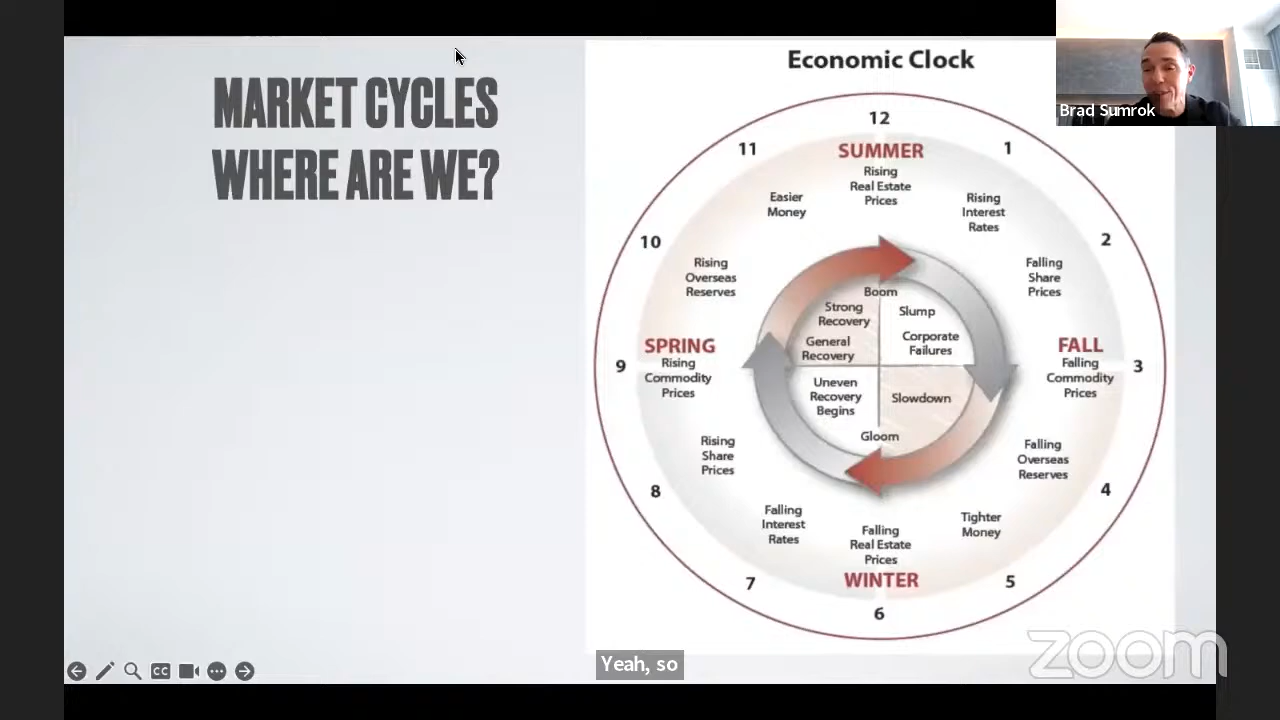 MARKET CYCLES
WHERE ARE WE?
Economic Clock
12
SUMMER
Rising
Real Estate
Prices
1
Rising
Interest
Rates
2
Falling
Share
Prices
3
FALL
Falling
Commodity
Prices
4
Falling
Overseas
Reserves
5
Tighter
Money
6
Falling
Real Estate
Prices
WINTER
7
Falling
Interest
Rates
8
Rising
Share
Prices
9
SPRING
Rising
Commodity
Prices
10
Rising
Overseas
Reserves
11
Easier
Money
Boom
Slump
Corporate
Failures
Slowdown
Gloom
Uneven
Recovery
Begins
General
Recovery
Strong
Recovery
Brad Sumrok
CC
Yeah, so
zoom